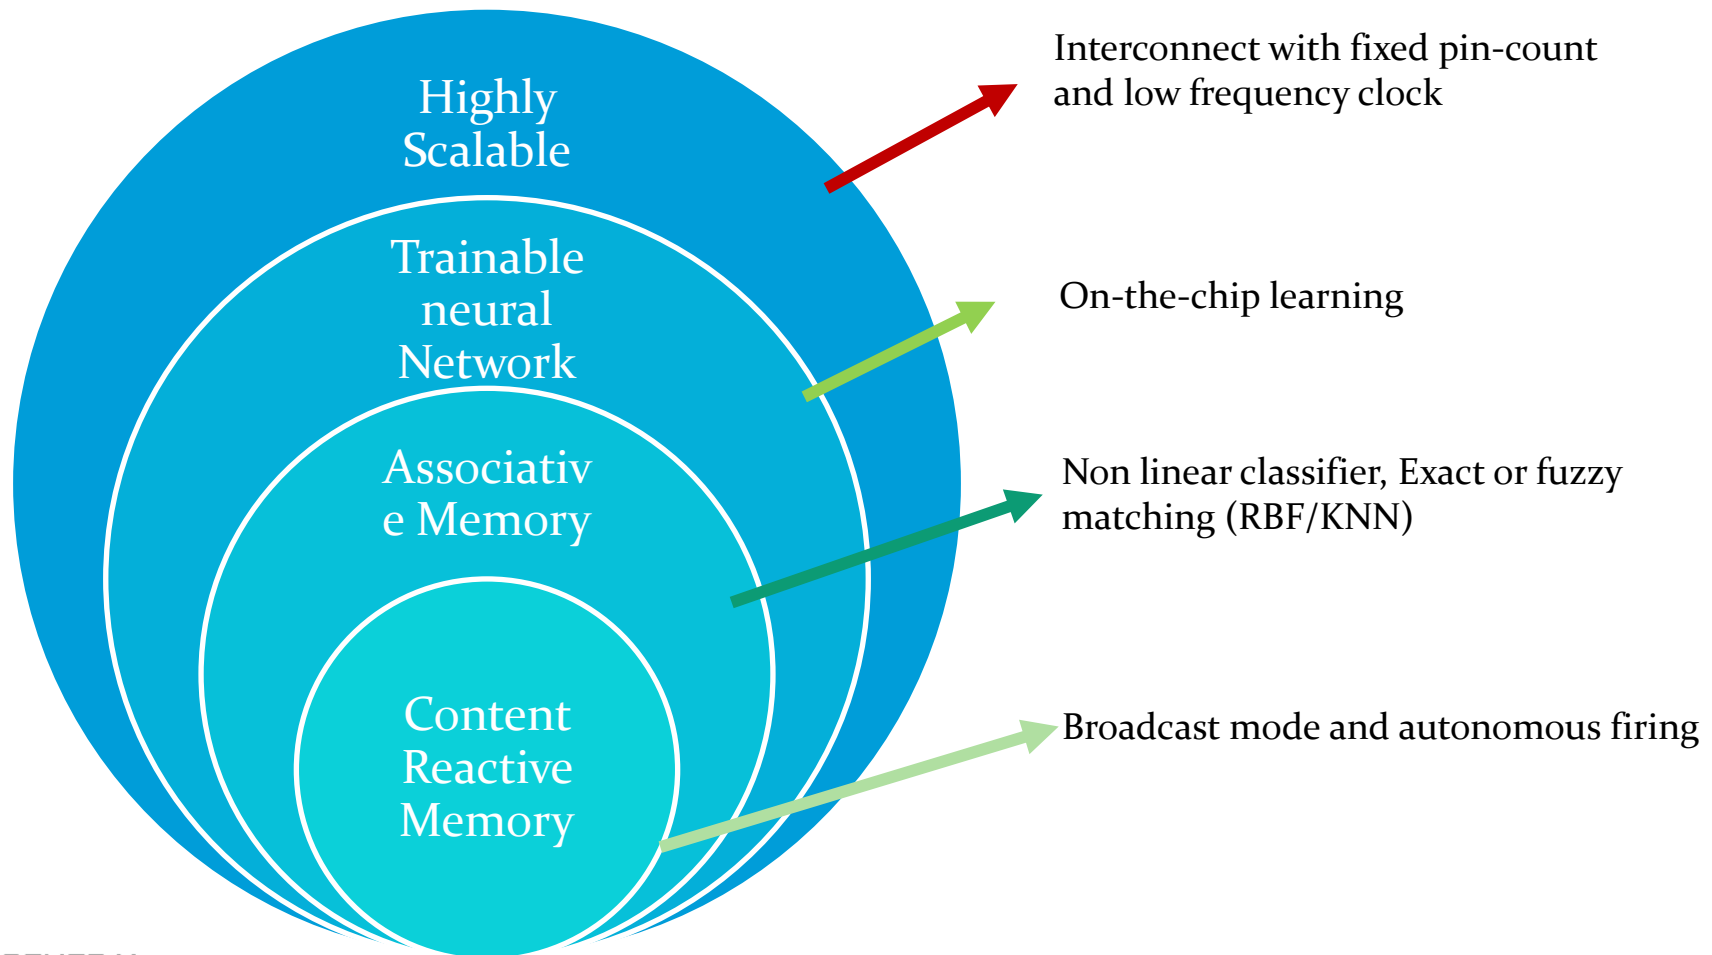 Highly
Scalable
Interconnect with fixed pin-count
and low frequency clock
Trainable
neural
Network
On-the-chip learning
Associativ
e Memory
Non linear classifier, Exact or fuzzy
matching (RBF/KNN)
Content
Reactive
Memory
Broadcast mode and autonomous firing